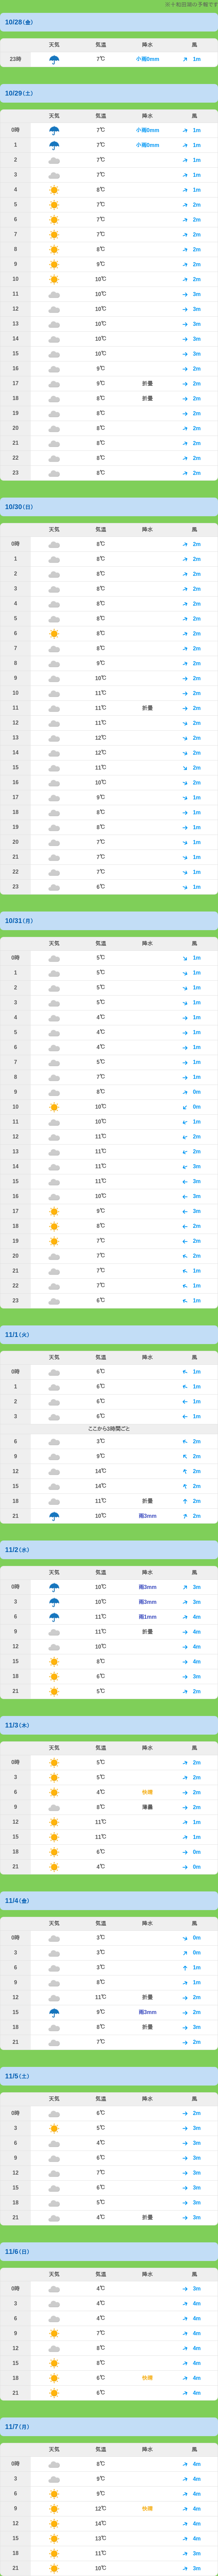 ※※動図鑑の予報です
10/28(金)
天気 気温 降水 風
23時 7℃ 小雨0mm 1m
10/29(土)
天気 気温 降水 風
0時 7℃ 小雨0mm 1m
1 7℃ 小雨0mm 1m
2 7℃ 1m
3 7℃ 1m
4 8℃ 1m
5 7℃ 2m
6 7℃ 2m
7 7℃ 2m
8 8℃ 2m
9 9℃ 2m
10 10℃ 2m
11 10℃ 3m
12 10℃ 3m
13 10℃ 3m
14 10℃ 3m
15 10℃ 3m
16 9℃ 2m
17 9℃ 折畳 2m
18 8℃ 折畳 2m
19 8℃ 2m
20 8℃ 2m
21 8℃ 2m
22 8℃ 2m
23 8℃ 2m
10/30(日)
天気 気温 降水 風
0時 8℃ 2m
1 8℃ 2m
2 8℃ 2m
3 8℃ 2m
4 8℃ 2m
5 8℃ 2m
6 8℃ 2m
7 8℃ 2m
8 9℃ 2m
9 10℃ 2m
10 11℃ 2m
11 11℃ 折畳 2m
12 11℃ 2m
13 12℃ 2m
14 12℃ 2m
15 11℃ 2m
16 10℃ 2m
17 9℃ 1m
18 8℃ 1m
19 8℃ 1m
20 7℃ 1m
21 7℃ 1m
22 7℃ 1m
23 6℃ 1m
10/31(月)
天気 気温 降水 風
0時 5℃ 1m
1 5℃ 1m
2 5℃ 1m
3 5℃ 1m
4 4℃ 1m
5 4℃ 1m
6 4℃ 1m
7 5℃ 1m
8 7℃ 1m
9 8℃ 0m
10 10℃ 0m
11 10℃ 1m
12 11℃ 2m
13 11℃ 2m
14 11℃ 3m
15 11℃ 3m
16 10℃ 3m
17 9℃ 3m
18 8℃ 2m
19 7℃ 2m
20 7℃ 2m
21 7℃ 1m
22 7℃ 1m
23 6℃ 1m
11/1(火)
天気 気温 降水 風
0時 6℃ 1m
1 6℃ 1m
2 6℃ 1m
3 6℃ 1m
ここから3時間ごと
6 3℃ 2m
9 9℃ 2m
12 14℃ 2m
15 14℃ 2m
18 11℃ 折畳 2m
21 10℃ 雨3mm 2m
11/2(水)
天気 気温 降水 風
0時 10℃ 雨3mm 3m
3 10℃ 雨3mm 3m
6 11℃ 雨1mm 4m
9 11℃ 折畳 4m
12 10℃ 4m
15 8℃ 4m
18 6℃ 3m
21 5℃ 2m
11/3(木)
天気 気温 降水 風
0時 5℃ 2m
3 5℃ 2m
6 4℃ 快晴 2m
9 8℃ 薄曇 2m
12 11℃ 1m
15 11℃ 1m
18 6℃ 0m
21 4℃ 0m
11/4(金)
天気 気温 降水 風
0時 3℃ 0m
3 3℃ 0m
6 3℃ 1m
9 8℃ 1m
12 11℃ 折畳 2m
15 9℃ 雨3mm 2m
18 8℃ 折畳 3m
21 7℃ 2m
11/5(土)
天気 気温 降水 風
0時 6℃ 2m
3 5℃ 3m
6 4℃ 3m
9 6℃ 3m
12 7℃ 3m
15 6℃ 3m
18 5℃ 3m
21 4℃ 折畳 3m
11/6(日)
天気 気温 降水 風
0時 4℃ 3m
3 4℃ 4m
6 4℃ 4m
9 7℃ 4m
12 8℃ 4m
15 8℃ 4m
18 6℃ 快晴 4m
21 6℃ 4m
11/7(月)
天気 気温 降水 風
0時 8℃ 4m
3 9℃ 4m
6 9℃ 4m
9 12℃ 快晴 4m
12 14℃ 4m
15 13℃ 4m
18 11℃ 3m
21 10℃ 3m